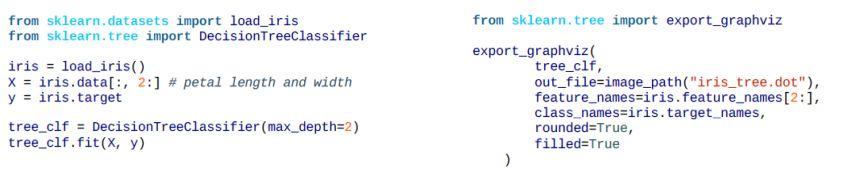 from sklearn.datasets import load_iris
from sklearn.tree import DecisionTreeClassifier
iris = load_iris()
X = iris.data[:, 2:] # petal length and width
y = iris.target
tree_clf = DecisionTreeClassifier(max_depth=2)
tree_clf.fit(X, y)
from sklearn.tree import export_graphviz
export_graphviz(
        tree_clf,
        out_file=image_path("iris_tree.dot"),
        feature_names=iris.feature_names[2:],
        class_names=iris.target_names,
        rounded=True,
        filled=True
    )